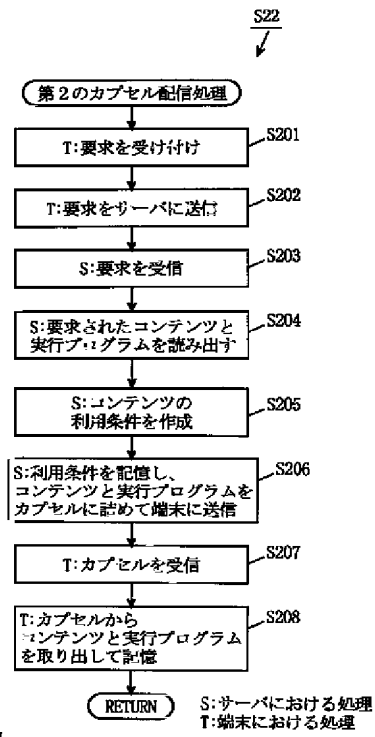 S22
第2のカプセル配信処理
T:要求を受け付け
S201
T:要求をサーバに送信
S202
S:要求を受信
S203
S:要求されたコンテンツと
実行プログラムを読み出す
S204
S:コンテンツの
利用条件を作成
S205
S:利用条件を記憶し、
コンテンツと実行プログラムを
カプセルに詰めて端末に送信
S206
T:カプセルを受信
S207
T:カプセルから
コンテンツと実行プログラム
を取り出して記憶
S208
RETURN
S:サーバにおける処理
T:端末における処理